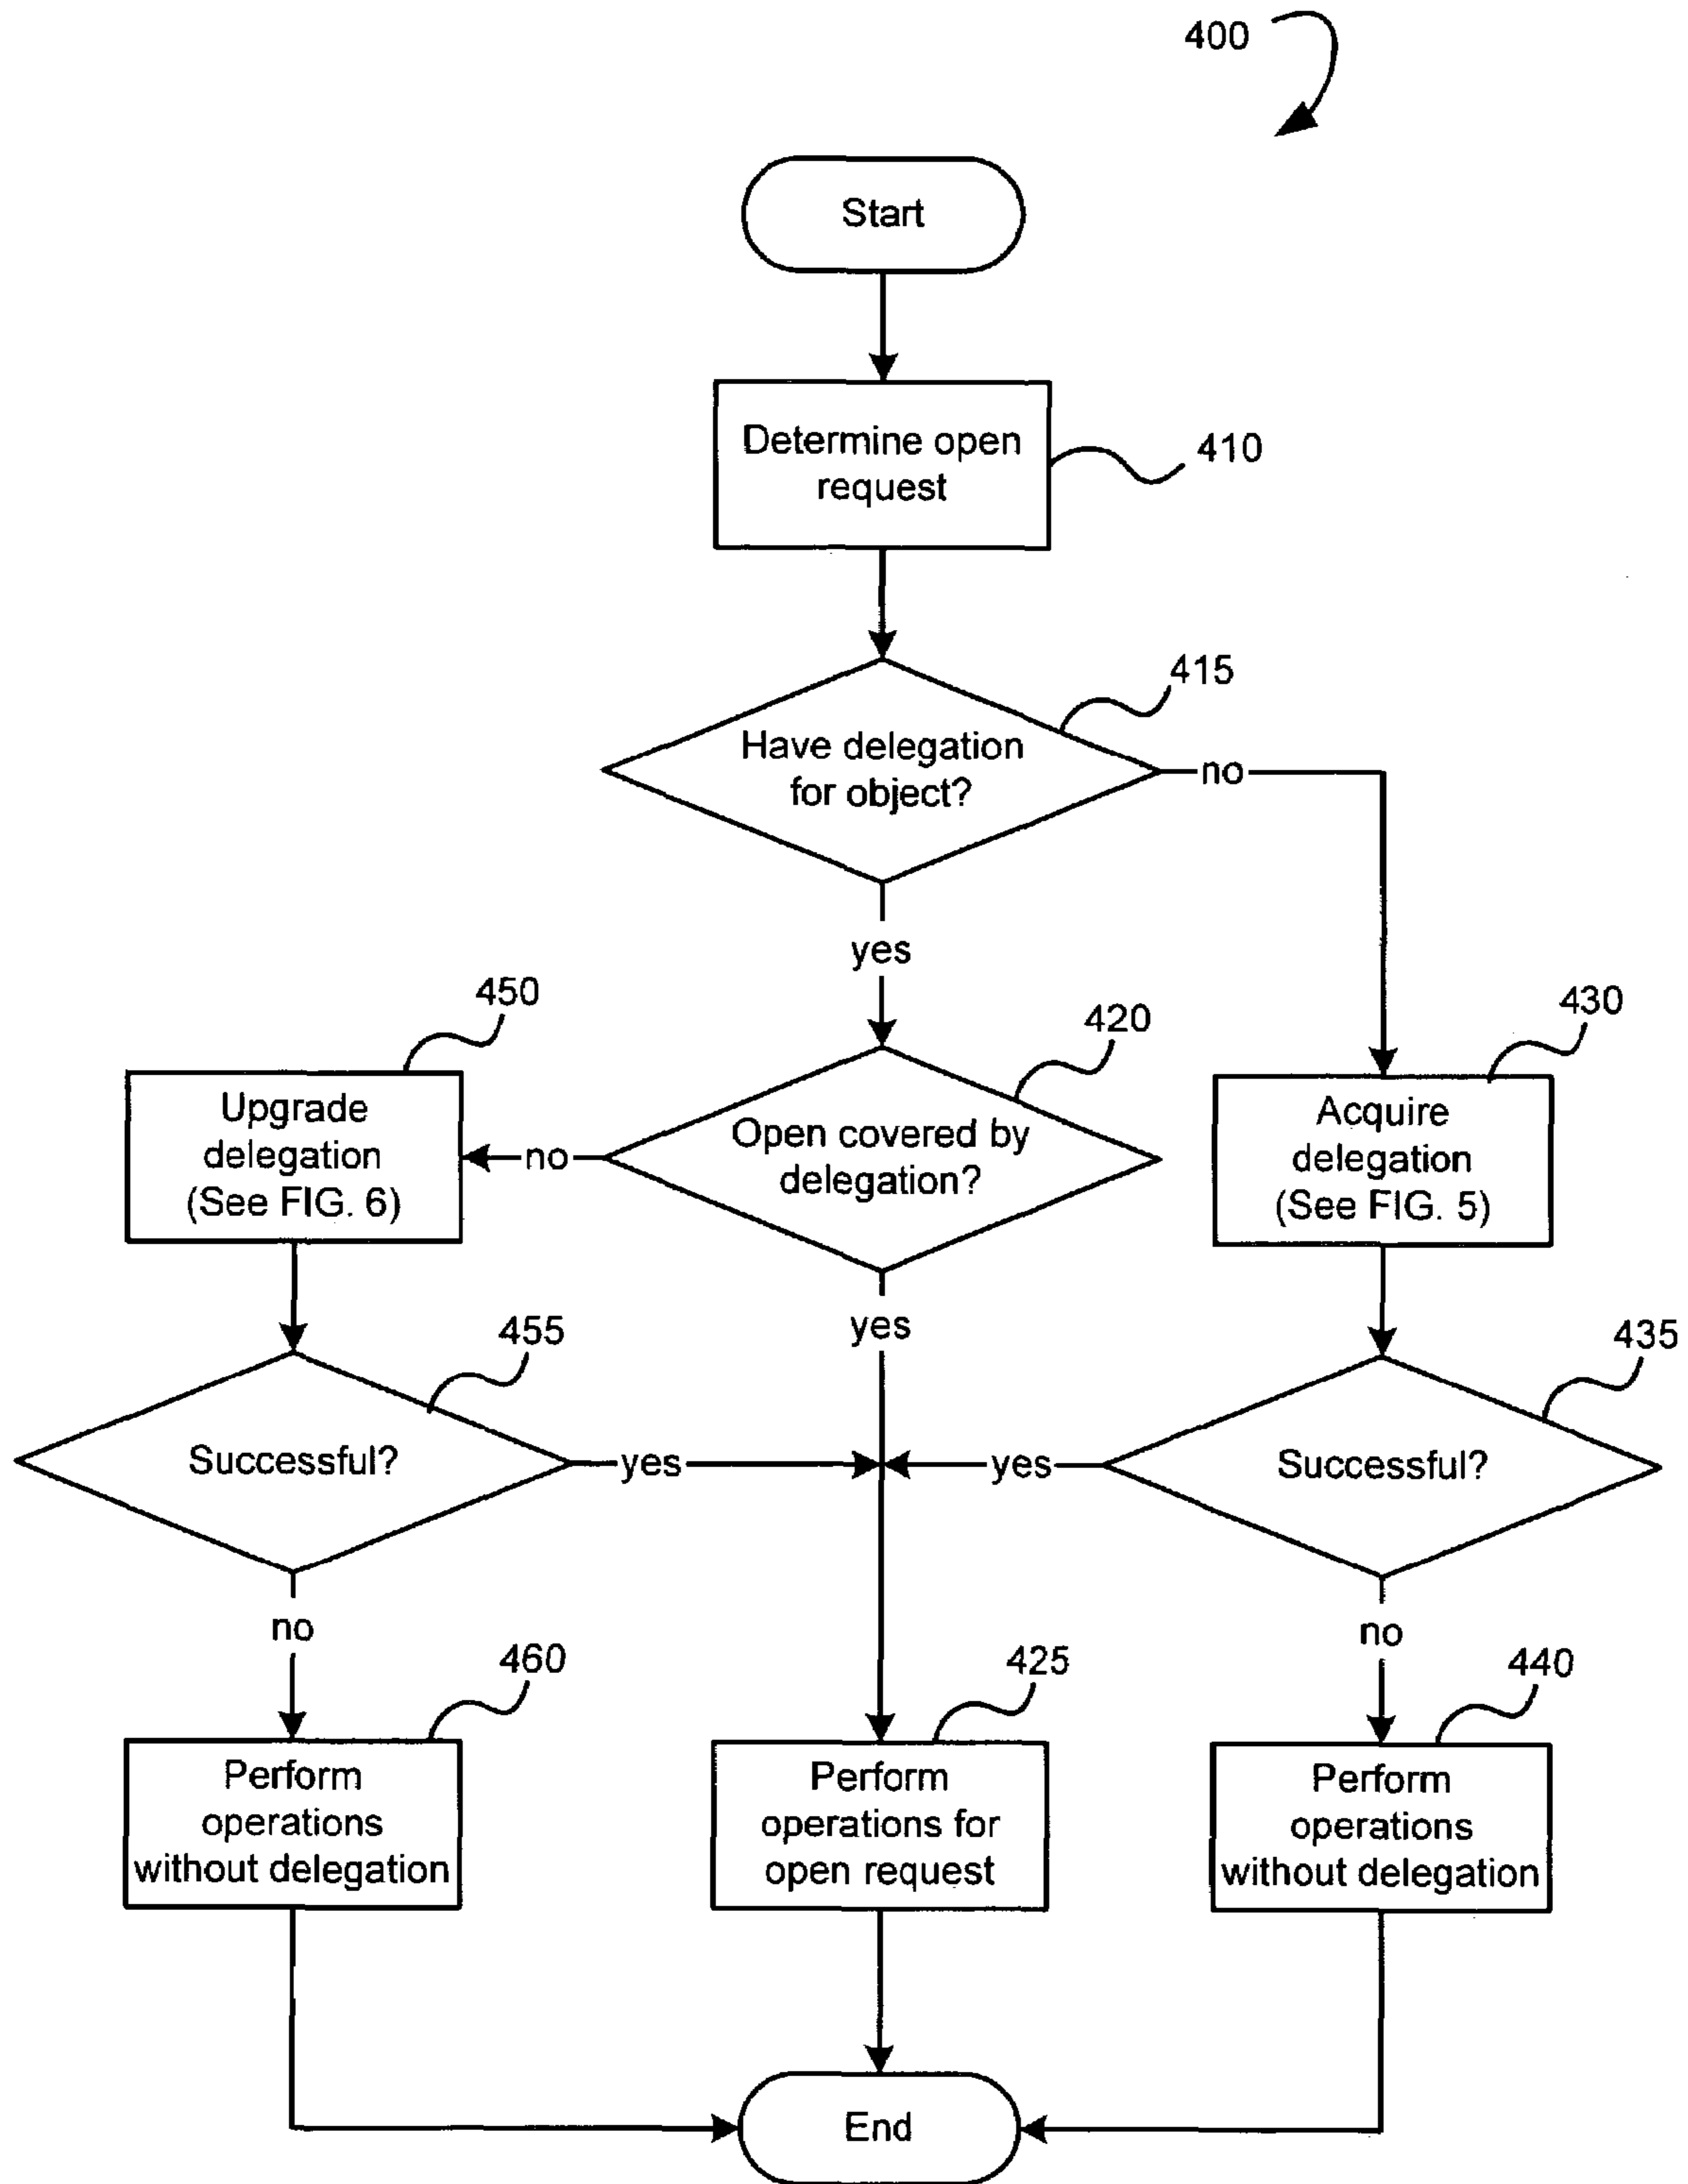 400
Start
Determine open
request
410
415
Have delegation
for object?
no
yes
450
420
430
Upgrade
delegation
(See FIG. 6)
no
Open covered by
delegation?
Acquire
delegation
(See FIG. 5)
yes
455
435
Successful?
yes
yes
Successful?
no
no
460
425
440
Perform
operations
without delegation
Perform
operations for
open request
Perform
operations
without delegation
End